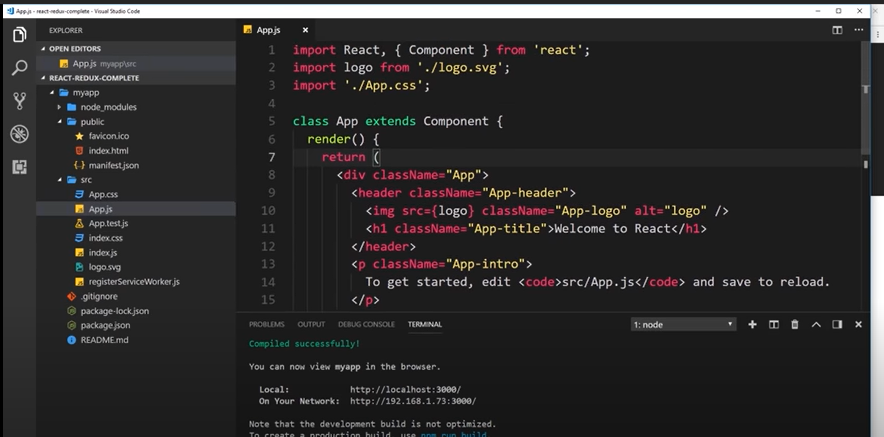 App.js - react-redux-complete - Visual Studio Code
EXPLORER
OPEN EDITORS
App.js myapp\src
REACT-REDUX-COMPLETE
myapp
node_modules
public
favicon.ico
index.html
manifest.json
src
App.css
App.js
App.test.js
index.css
index.js
logo.svg
registerServiceWorker.js
.gitignore
package-lock.json
package.json
README.md
App.js
1 import React, { Component } from 'react';
2 import logo from './logo.svg';
3 import './App.css';
4
5 class App extends Component {
6 render() {
7 return (
8 <div className="App">
9 <header className="App-header">
10 <img src={logo} className="App-logo" alt="logo" />
11 <h1 className="App-title">Welcome to React</h1>
12 </header>
13 <p className="App-intro">
14 To get started, edit <code>src/App.js</code> and save to reload.
15 </p>
PROBLEMS OUTPUT DEBUG CONSOLE TERMINAL 1: node
Compiled successfully!
You can now view myapp in the browser.
Local: http://localhost:3000/
On Your Network: http://192.168.1.73:3000/
Note that the development build is not optimized.
To create a production build, use npm run build.